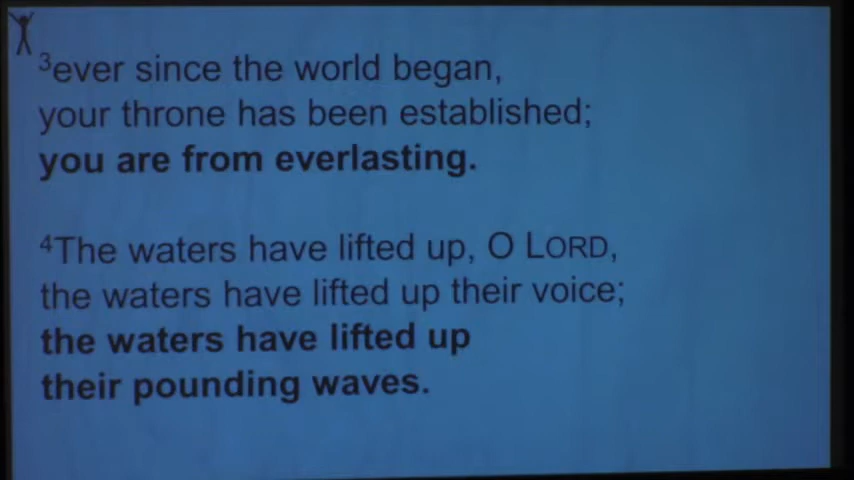 ³ever since the world began,
your throne has been established;
you are from everlasting.
⁴The waters have lifted up, O LORD,
the waters have lifted up their voice;
the waters have lifted up
their pounding waves.